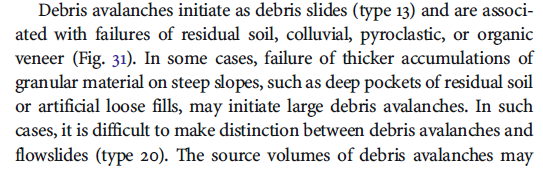 Debris avalanches initiate as debris slides (type 13) and are associ-
ated with failures of residual soil, colluvial, pyroclastic, or organic
veneer (Fig. 31). In some cases, failure of thicker accumulations of
granular material on steep slopes, such as deep pockets of residual soil
or artificial loose fills, may initiate large debris avalanches. In such
cases, it is difficult to make distinction between debris avalanches and
flowslides (type 20). The source volumes of debris avalanches may